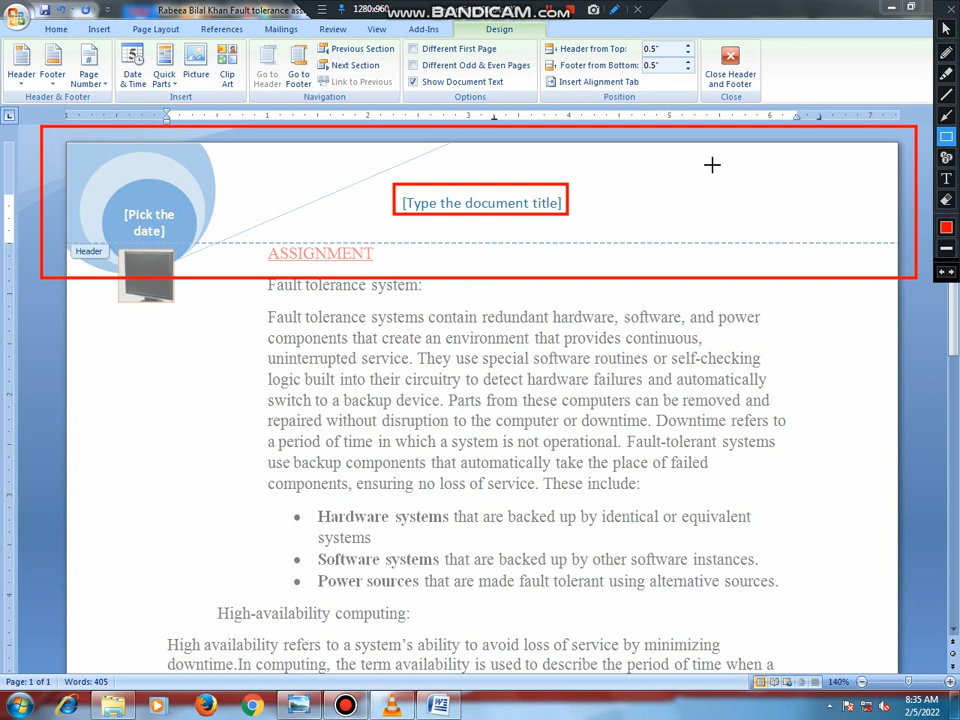 Rabeea Bilal Khan Fault tolerance ass
1280x960
www.BANDICAM.com
Home Insert Page Layout References Mailings Review View Add-Ins Design
Header Footer Page Number
Date & Time Quick Parts Picture Clip Art
Go to Header Go to Footer
Previous Section
Next Section
Link to Previous
Different First Page
Different Odd & Even Pages
Show Document Text
Header from Top: 0.5"
Footer from Bottom: 0.5"
Insert Alignment Tab
Close Header and Footer
Header & Footer Insert Navigation Options Position Close
1 1 2 3 4 5 6 7
[Pick the
date]
[Type the document title]
Header
ASSIGNMENT
Fault tolerance system:
Fault tolerance systems contain redundant hardware, software, and power
components that create an environment that provides continuous,
uninterrupted service. They use special software routines or self-checking
logic built into their circuitry to detect hardware failures and automatically
switch to a backup device. Parts from these computers can be removed and
repaired without disruption to the computer or downtime. Downtime refers to
a period of time in which a system is not operational. Fault-tolerant systems
use backup components that automatically take the place of failed
components, ensuring no loss of service. These include:
• Hardware systems that are backed up by identical or equivalent
systems
• Software systems that are backed up by other software instances.
• Power sources that are made fault tolerant using alternative sources.
High-availability computing:
High availability refers to a system's ability to avoid loss of service by minimizing
downtime.In computing, the term availability is used to describe the period of time when a
Page: 1 of 1 Words: 405 140%
8:35 AM
2/5/2022